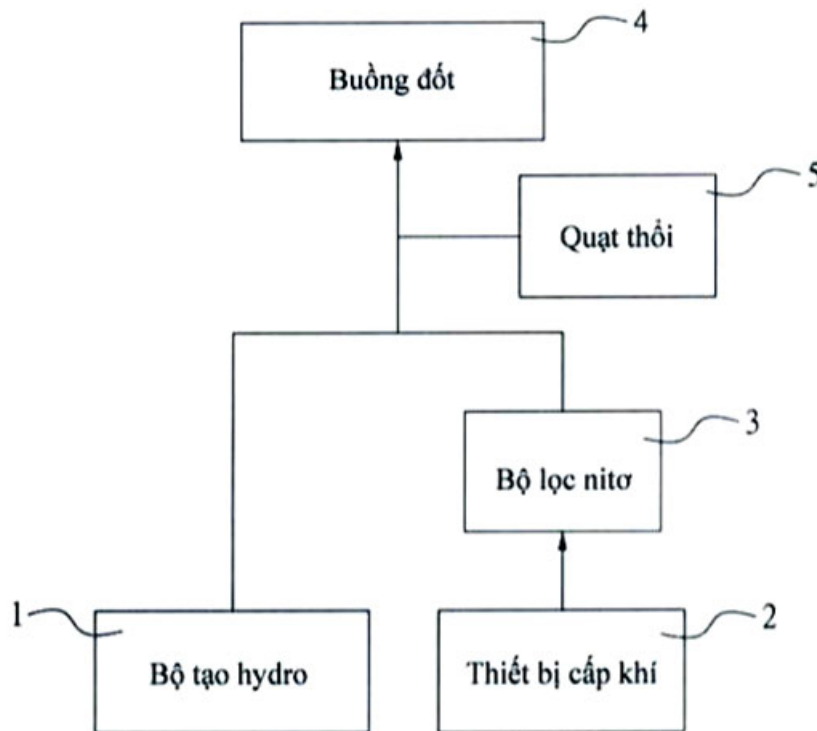 4
Buồng đốt
5
Quạt thổi
3
Bộ lọc nitơ
1
Bộ tạo hydro
2
Thiết bị cấp khí